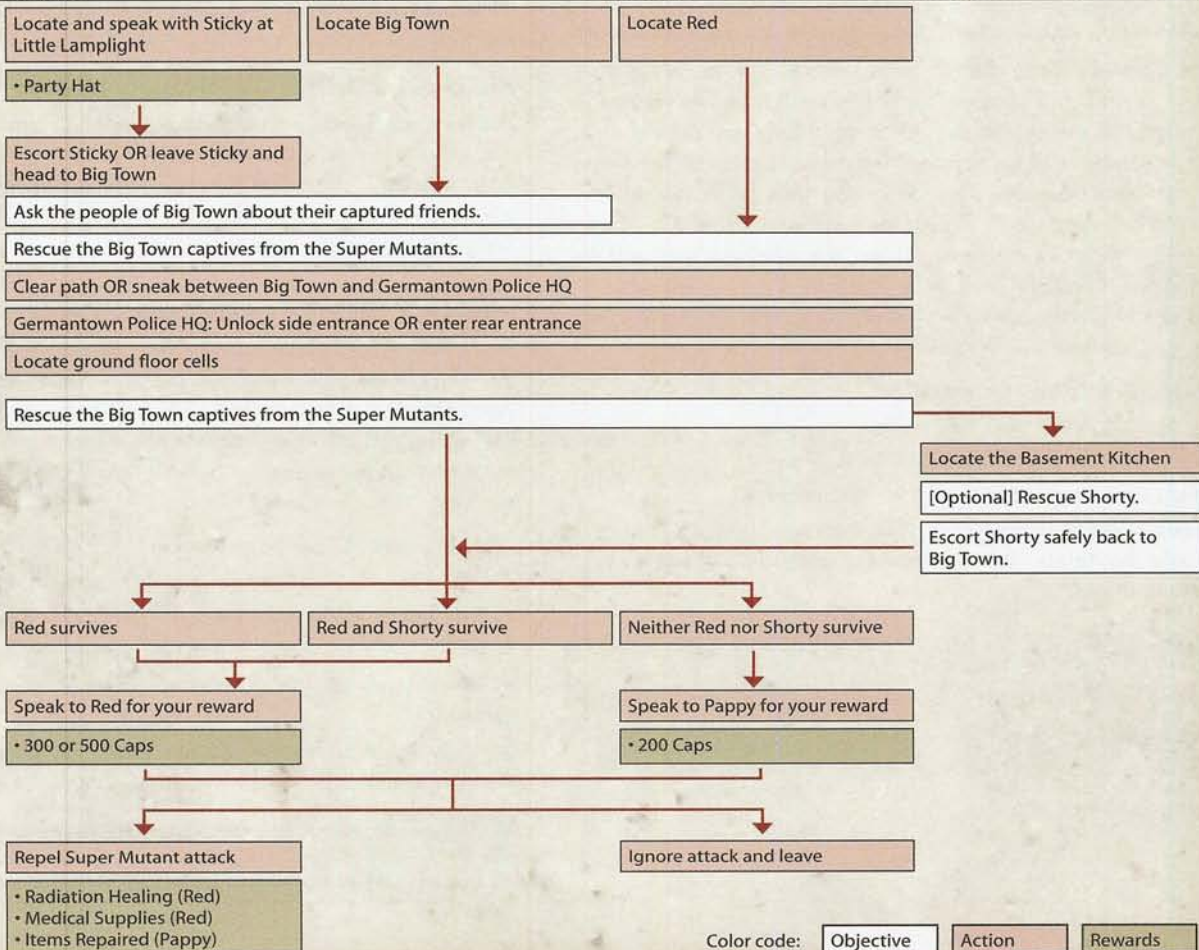 Locate and speak with Sticky at
Little Lamplight
• Party Hat
Escort Sticky OR leave Sticky and
head to Big Town
Locate Big Town
Locate Red
Ask the people of Big Town about their captured friends.
Rescue the Big Town captives from the Super Mutants.
Clear path OR sneak between Big Town and Germantown Police HQ
Germantown Police HQ: Unlock side entrance OR enter rear entrance
Locate ground floor cells
Rescue the Big Town captives from the Super Mutants.
Locate the Basement Kitchen
[Optional] Rescue Shorty.
Escort Shorty safely back to
Big Town.
Red survives
Red and Shorty survive
Neither Red nor Shorty survive
Speak to Red for your reward
• 300 or 500 Caps
Speak to Pappy for your reward
• 200 Caps
Repel Super Mutant attack
• Radiation Healing (Red)
• Medical Supplies (Red)
• Items Repaired (Pappy)
Ignore attack and leave
Color code:
Objective
Action
Rewards